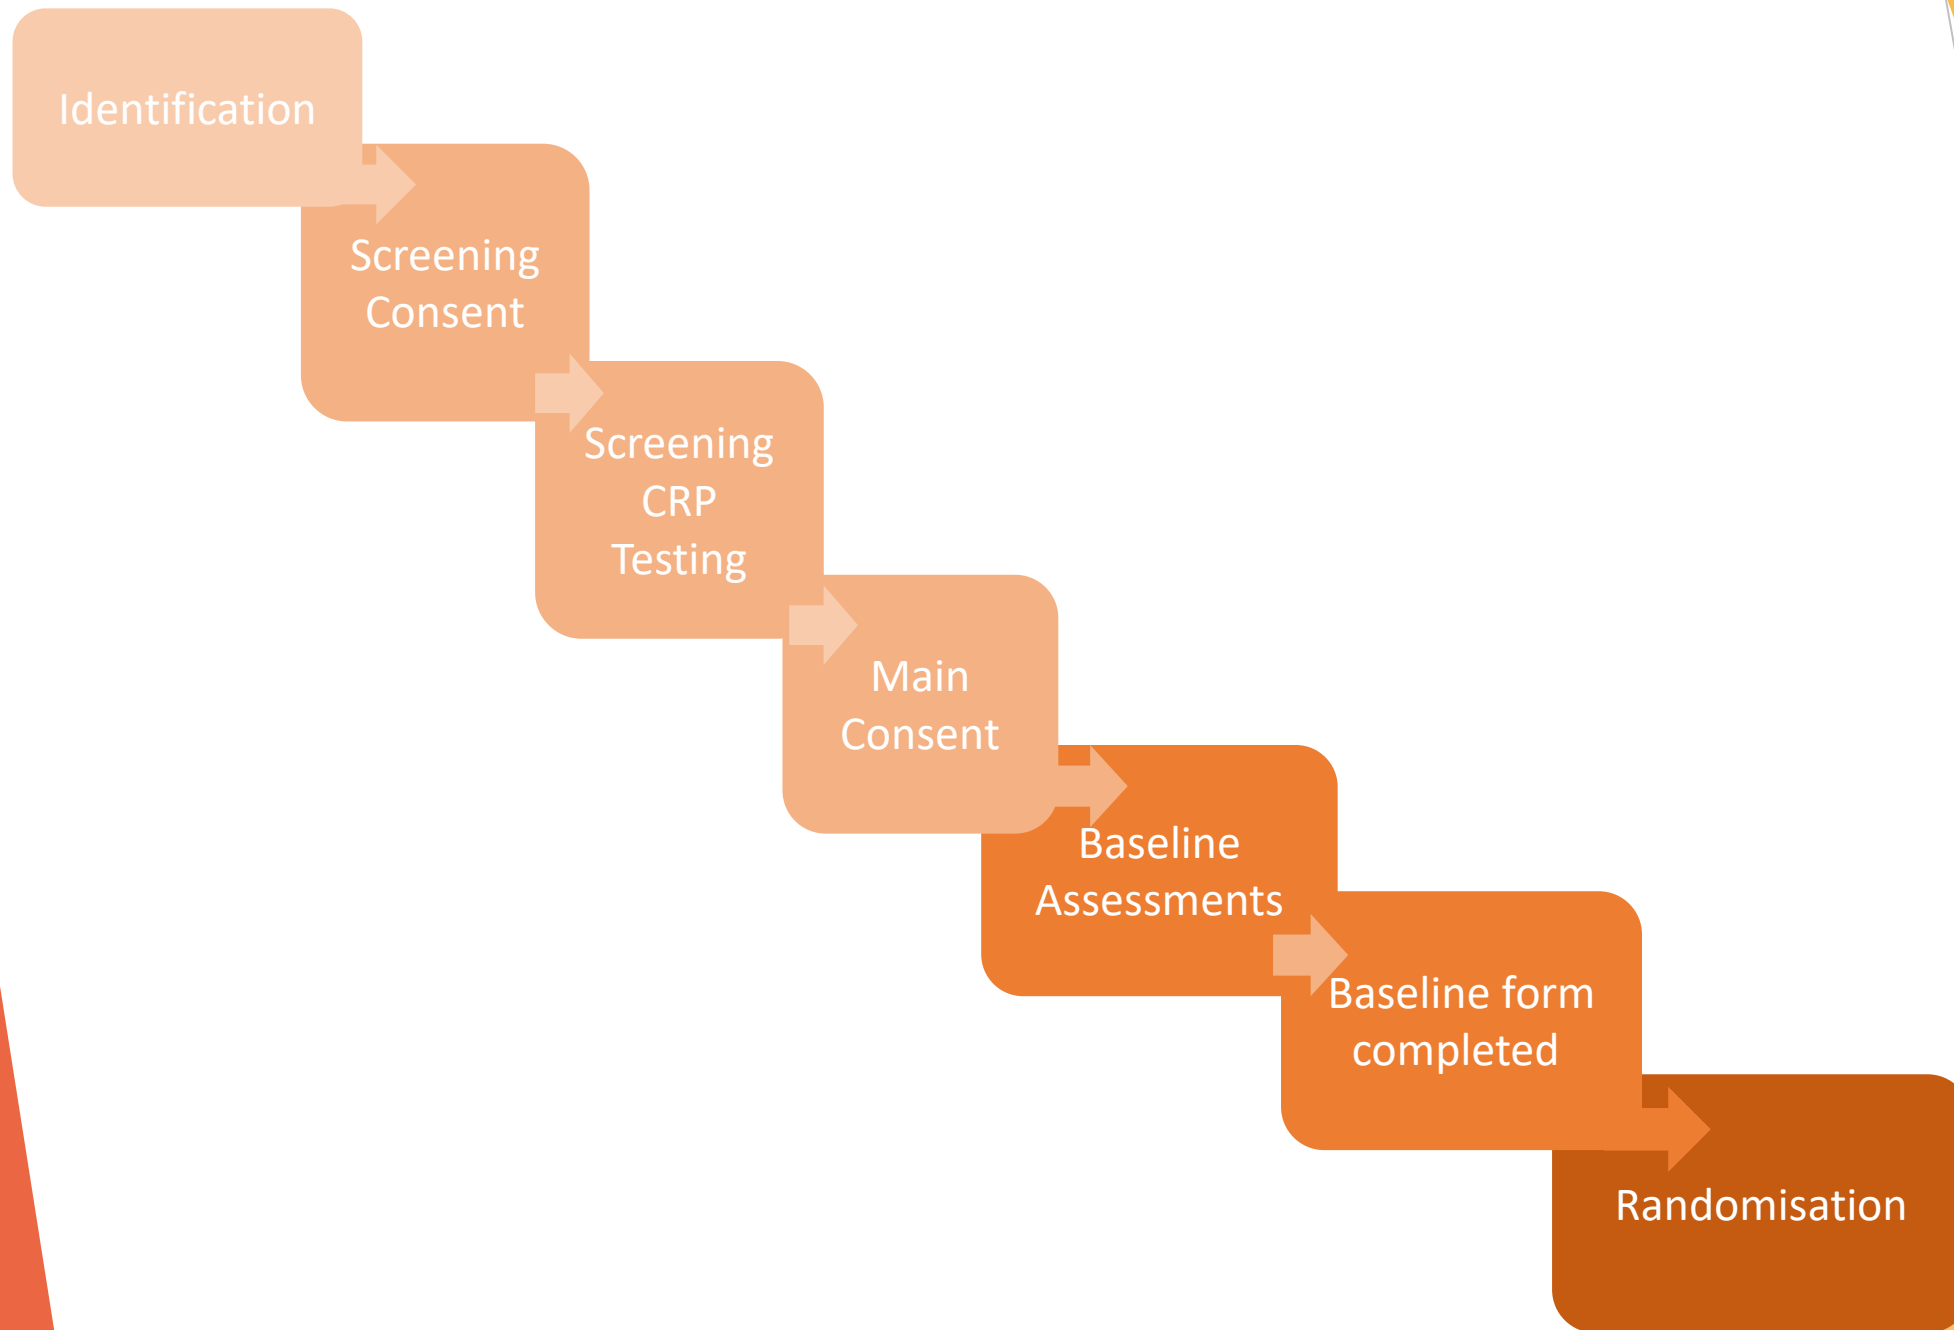 Identification
Screening
Consent
Screening
CRP
Testing
Main
Consent
Baseline
Assessments
Baseline form
completed
Randomisation